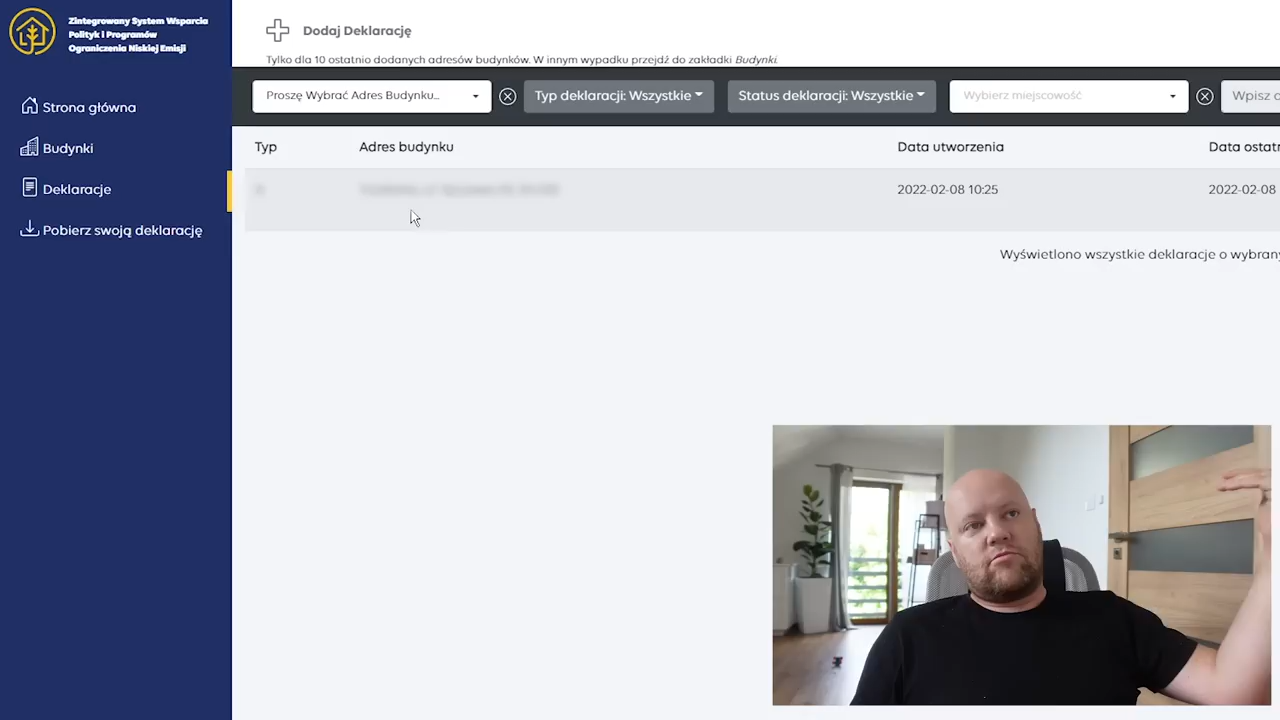 Zintegrowany System Wsparcia
Polityk i Programów
Ograniczenia Niskiej Emisji
Strona główna
Budynki
Deklaracje
Pobierz swoją deklarację
Dodaj Deklarację
Tylko dla 10 ostatnio dodanych adresów budynków. W innym wypadku przejdź do zakładki Budynki.
Proszę Wybrać Adres Budynku...
Typ deklaracji: Wszystkie
Status deklaracji: Wszystkie
Wybierz miejscowość
Wpisz
Typ
Adres budynku
Data utworzenia
Data
2022-02-08 10:25
2022-02-08
Wyświetlono wszystkie deklaracje o